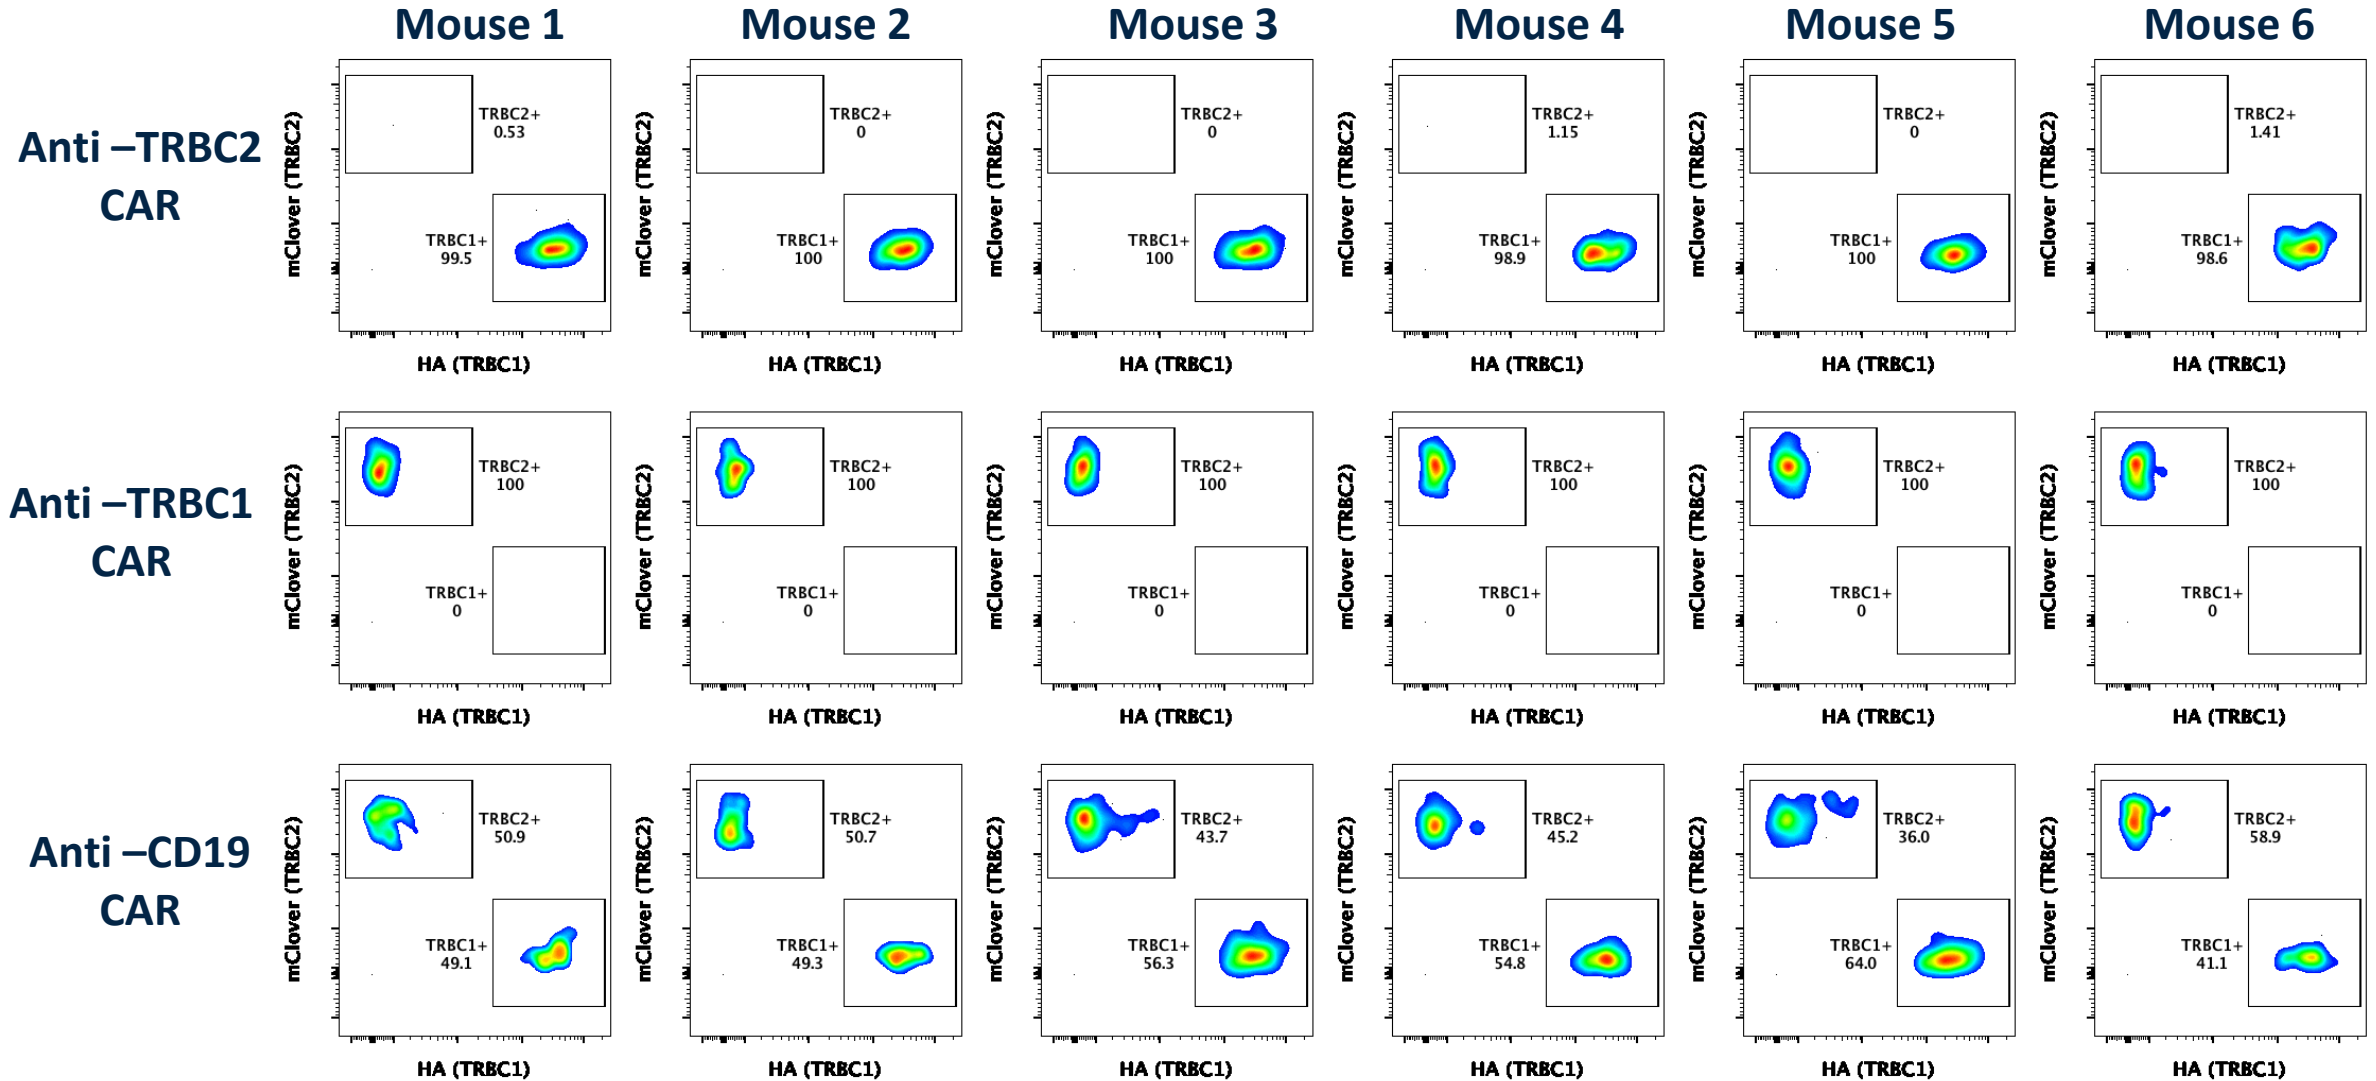 Mouse 1 Mouse 2 Mouse 3 Mouse 4 Mouse 5 Mouse 6
Anti –TRBC2
CAR
mClover (TRBC2)
TRBC2+
0.53
TRBC1+
99.5
HA (TRBC1)
mClover (TRBC2)
TRBC2+
0
TRBC1+
100
HA (TRBC1)
mClover (TRBC2)
TRBC2+
0
TRBC1+
100
HA (TRBC1)
mClover (TRBC2)
TRBC2+
1.15
TRBC1+
98.9
HA (TRBC1)
mClover (TRBC2)
TRBC2+
0
TRBC1+
100
HA (TRBC1)
mClover (TRBC2)
TRBC2+
1.41
TRBC1+
98.6
HA (TRBC1)
Anti –TRBC1
CAR
mClover (TRBC2)
TRBC2+
100
TRBC1+
0
HA (TRBC1)
mClover (TRBC2)
TRBC2+
100
TRBC1+
0
HA (TRBC1)
mClover (TRBC2)
TRBC2+
100
TRBC1+
0
HA (TRBC1)
mClover (TRBC2)
TRBC2+
100
TRBC1+
0
HA (TRBC1)
mClover (TRBC2)
TRBC2+
100
TRBC1+
0
HA (TRBC1)
mClover (TRBC2)
TRBC2+
100
TRBC1+
0
HA (TRBC1)
Anti –CD19
CAR
mClover (TRBC2)
TRBC2+
50.9
TRBC1+
49.1
HA (TRBC1)
mClover (TRBC2)
TRBC2+
50.7
TRBC1+
49.3
HA (TRBC1)
mClover (TRBC2)
TRBC2+
43.7
TRBC1+
56.3
HA (TRBC1)
mClover (TRBC2)
TRBC2+
45.2
TRBC1+
54.8
HA (TRBC1)
mClover (TRBC2)
TRBC2+
36.0
TRBC1+
64.0
HA (TRBC1)
mClover (TRBC2)
TRBC2+
58.9
TRBC1+
41.1
HA (TRBC1)